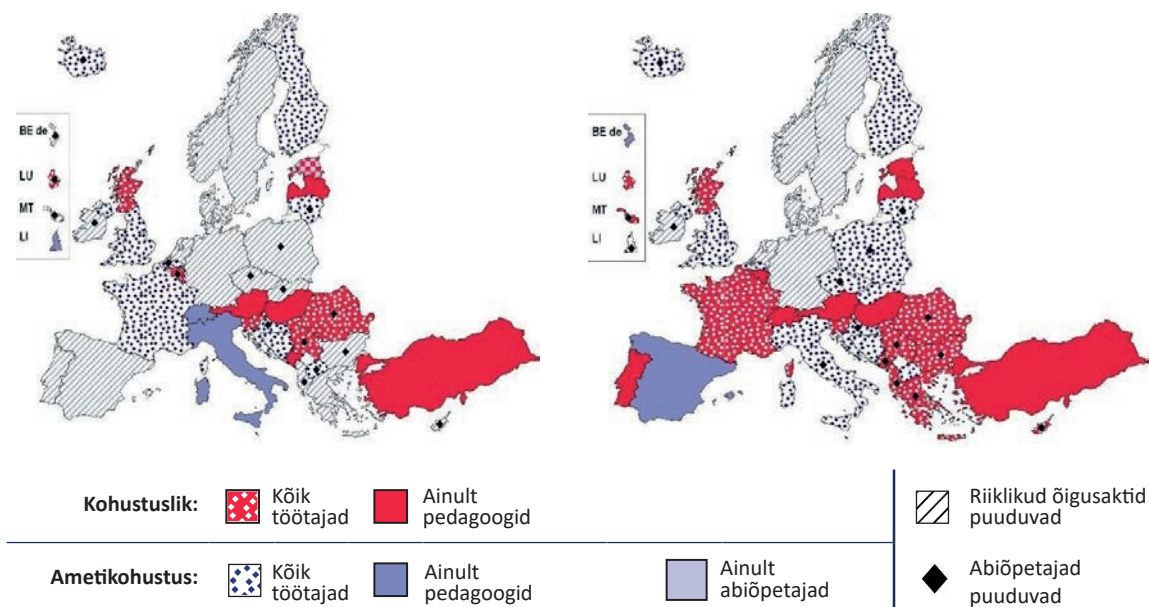 BE de
LU
MT
LI
BE de
LU
MT
LI
Kohustuslik:
Kõik
töötajad
Ainult
pedagoogid
Riiklikud õigusaktid
puuduvad
Ametikohustus:
Kõik
töötajad
Ainult
pedagoogid
Ainult
abiõpetajad
Abiõpetajad
puuduvad